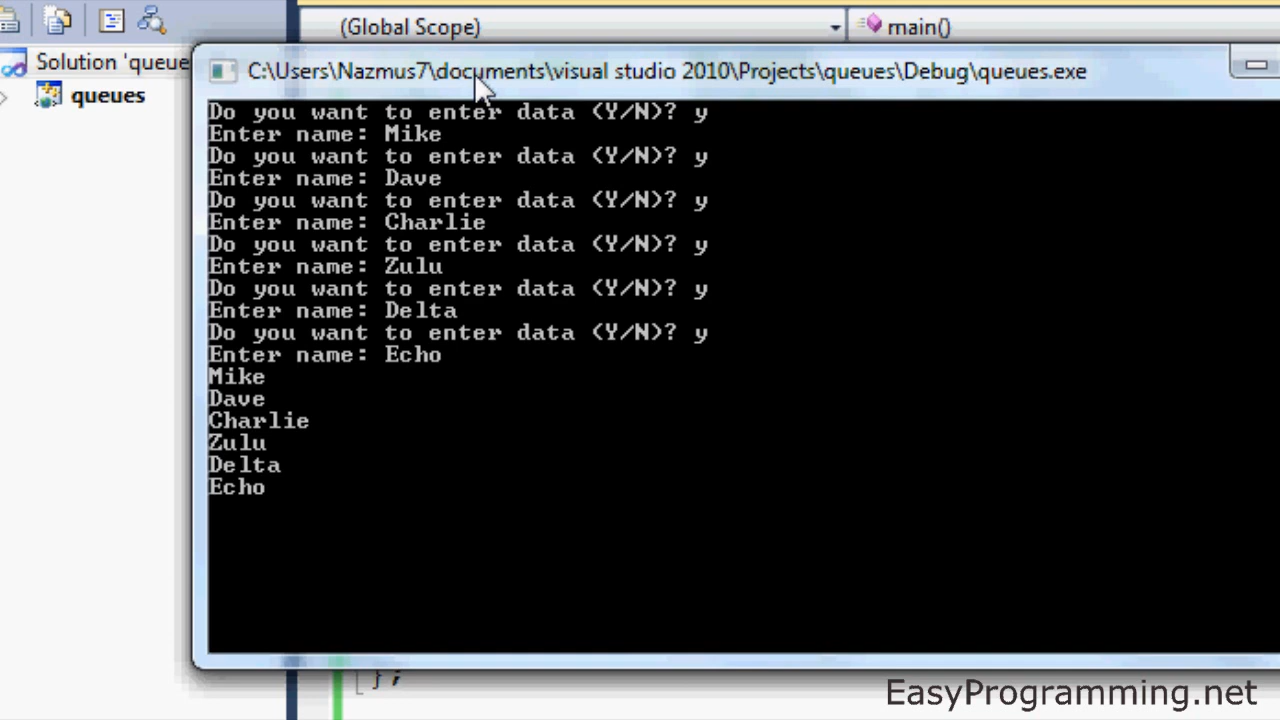 (Global Scope)
main()
Solution 'queue
queues
C:\Users\Nazmus7\documents\visual studio 2010\Projects\queues\Debug\queues.exe
Do you want to enter data (Y/N)? y
Enter name: Mike
Do you want to enter data (Y/N)? y
Enter name: Dave
Do you want to enter data (Y/N)? y
Enter name: Charlie
Do you want to enter data (Y/N)? y
Enter name: Zulu
Do you want to enter data (Y/N)? y
Enter name: Delta
Do you want to enter data (Y/N)? y
Enter name: Echo
Mike
Dave
Charlie
Zulu
Delta
Echo
};
EasyProgramming.net